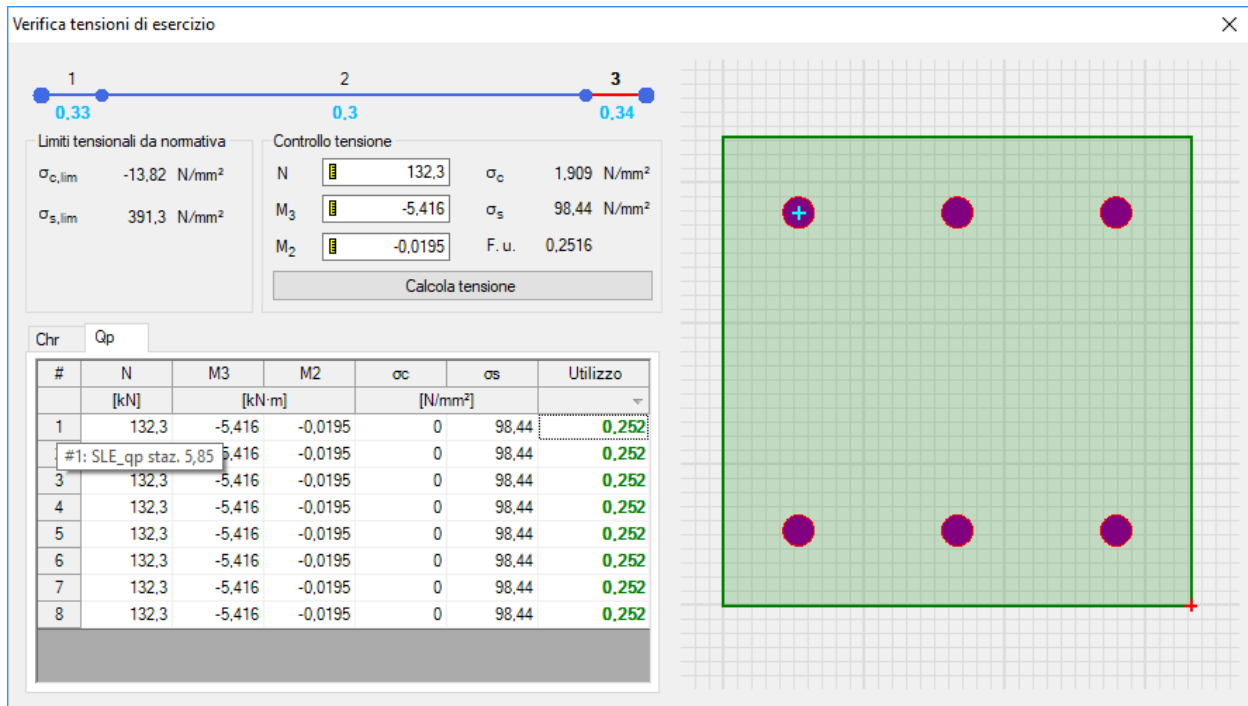 Verifica tensioni di esercizio
1 2 3
0,33 0,3 0,34
Limiti tensionali da normativa
σc,lim -13,82 N/mm²
σs,lim 391,3 N/mm²
Controllo tensione
N 132,3 σc 1,909 N/mm²
M3 -5,416 σs 98,44 N/mm²
M2 -0,0195 F. u. 0,2516
Calcola tensione
Chr Qp
# N M3 M2 σc σs Utilizzo
[kN] [kN·m] [N/mm²]
1 132,3 -5,416 -0,0195 0 98,44 0,252
5,416 -0,0195 0 98,44 0,252
#1: SLE_qp staz. 5,85
3 132,3 -5,416 -0,0195 0 98,44 0,252
4 132,3 -5,416 -0,0195 0 98,44 0,252
5 132,3 -5,416 -0,0195 0 98,44 0,252
6 132,3 -5,416 -0,0195 0 98,44 0,252
7 132,3 -5,416 -0,0195 0 98,44 0,252
8 132,3 -5,416 -0,0195 0 98,44 0,252